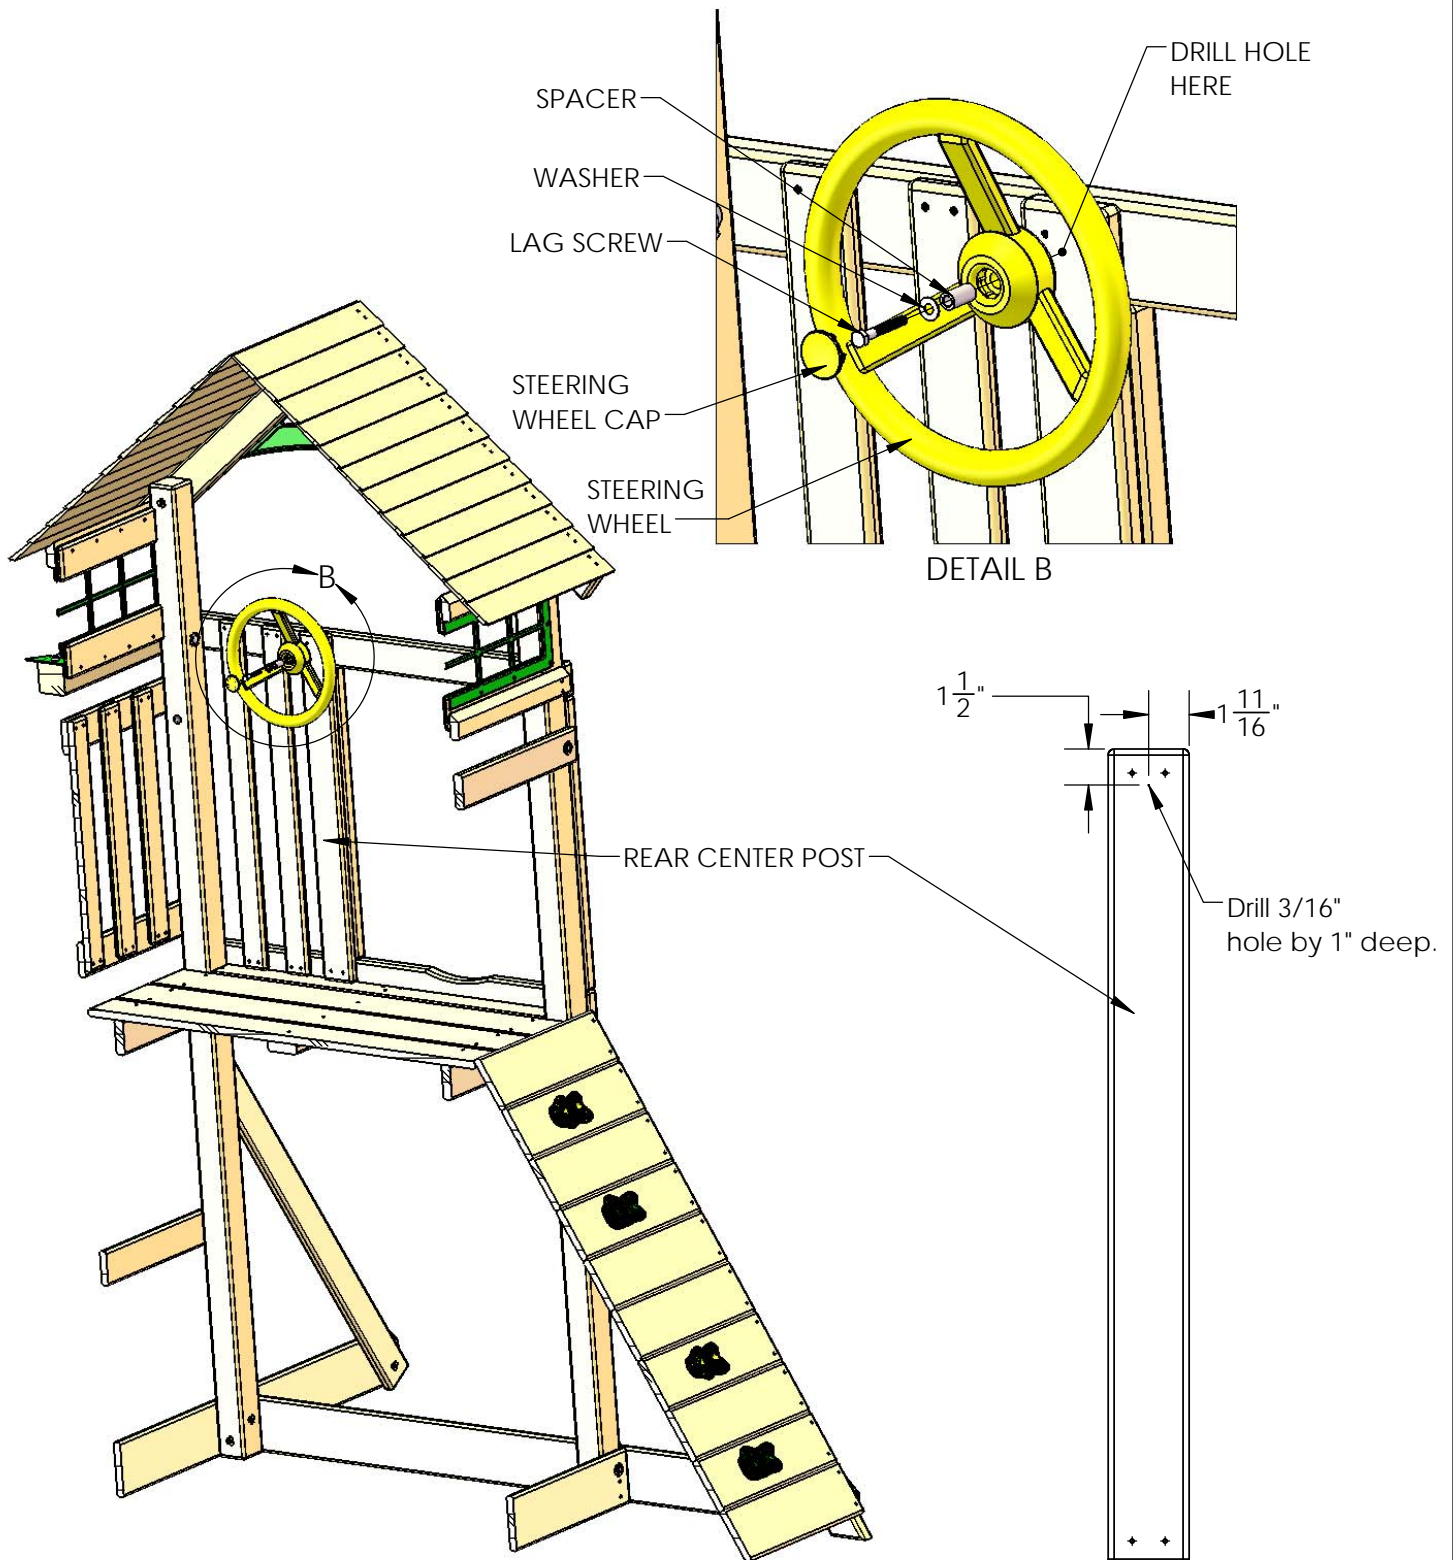 DRILL HOLE
HERE
SPACER
WASHER
LAG SCREW
STEERING
WHEEL CAP
STEERING
WHEEL
DETAIL B
B
1 1/2"
1 11/16"
REAR CENTER POST
Drill 3/16"
hole by 1" deep.